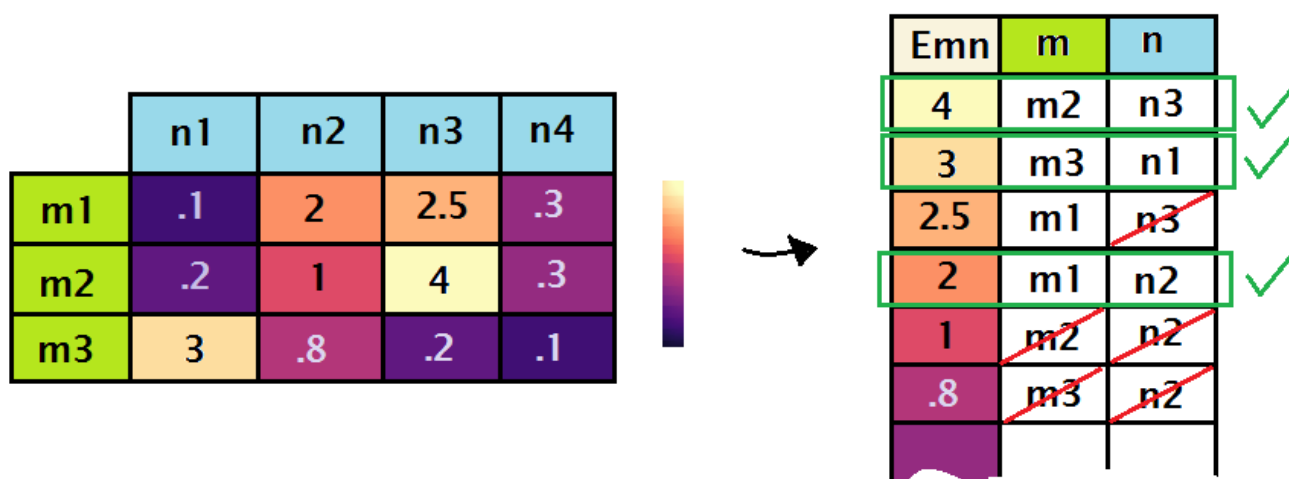 n1 n2 n3 n4
m1 .1 2 2.5 .3
m2 .2 1 4 .3
m3 3 .8 .2 .1
Emn m n
4 m2 n3
3 m3 n1
2.5 m1 n3
2 m1 n2
1 m2 n2
.8 m3 n2